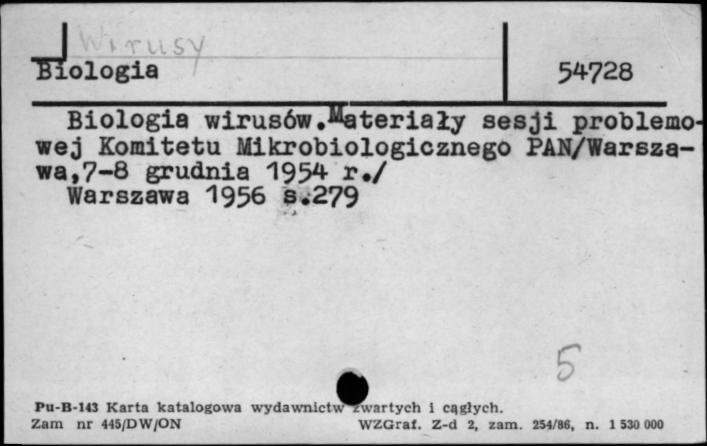 Wirusy
Biologia 54728
Biologia wirusów.Materiały sesji problemo-
wej Komitetu Mikrobiologicznego PAN/Warsza-
wa,7-8 grudnia 1954 r./
Warszawa 1956 s.279
5
Pu-B-143 Karta katalogowa wydawnictw zwartych i cągłych.
Zam nr 445/DW/ON WZGraf. Z-d 2, zam. 254/86, n. 1 530 000